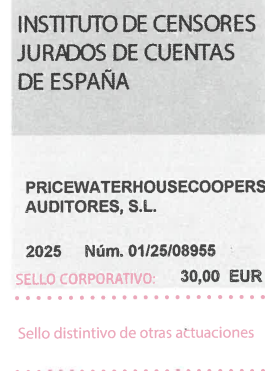 INSTITUTO DE CENSORES
JURADOS DE CUENTAS
DE ESPAÑA
PRICEWATERHOUSECOOPERS
AUDITORES, S.L.
2025 Núm. 01/25/08955
SELLO CORPORATIVO: 30,00 EUR
Sello distintivo de otras actuaciones